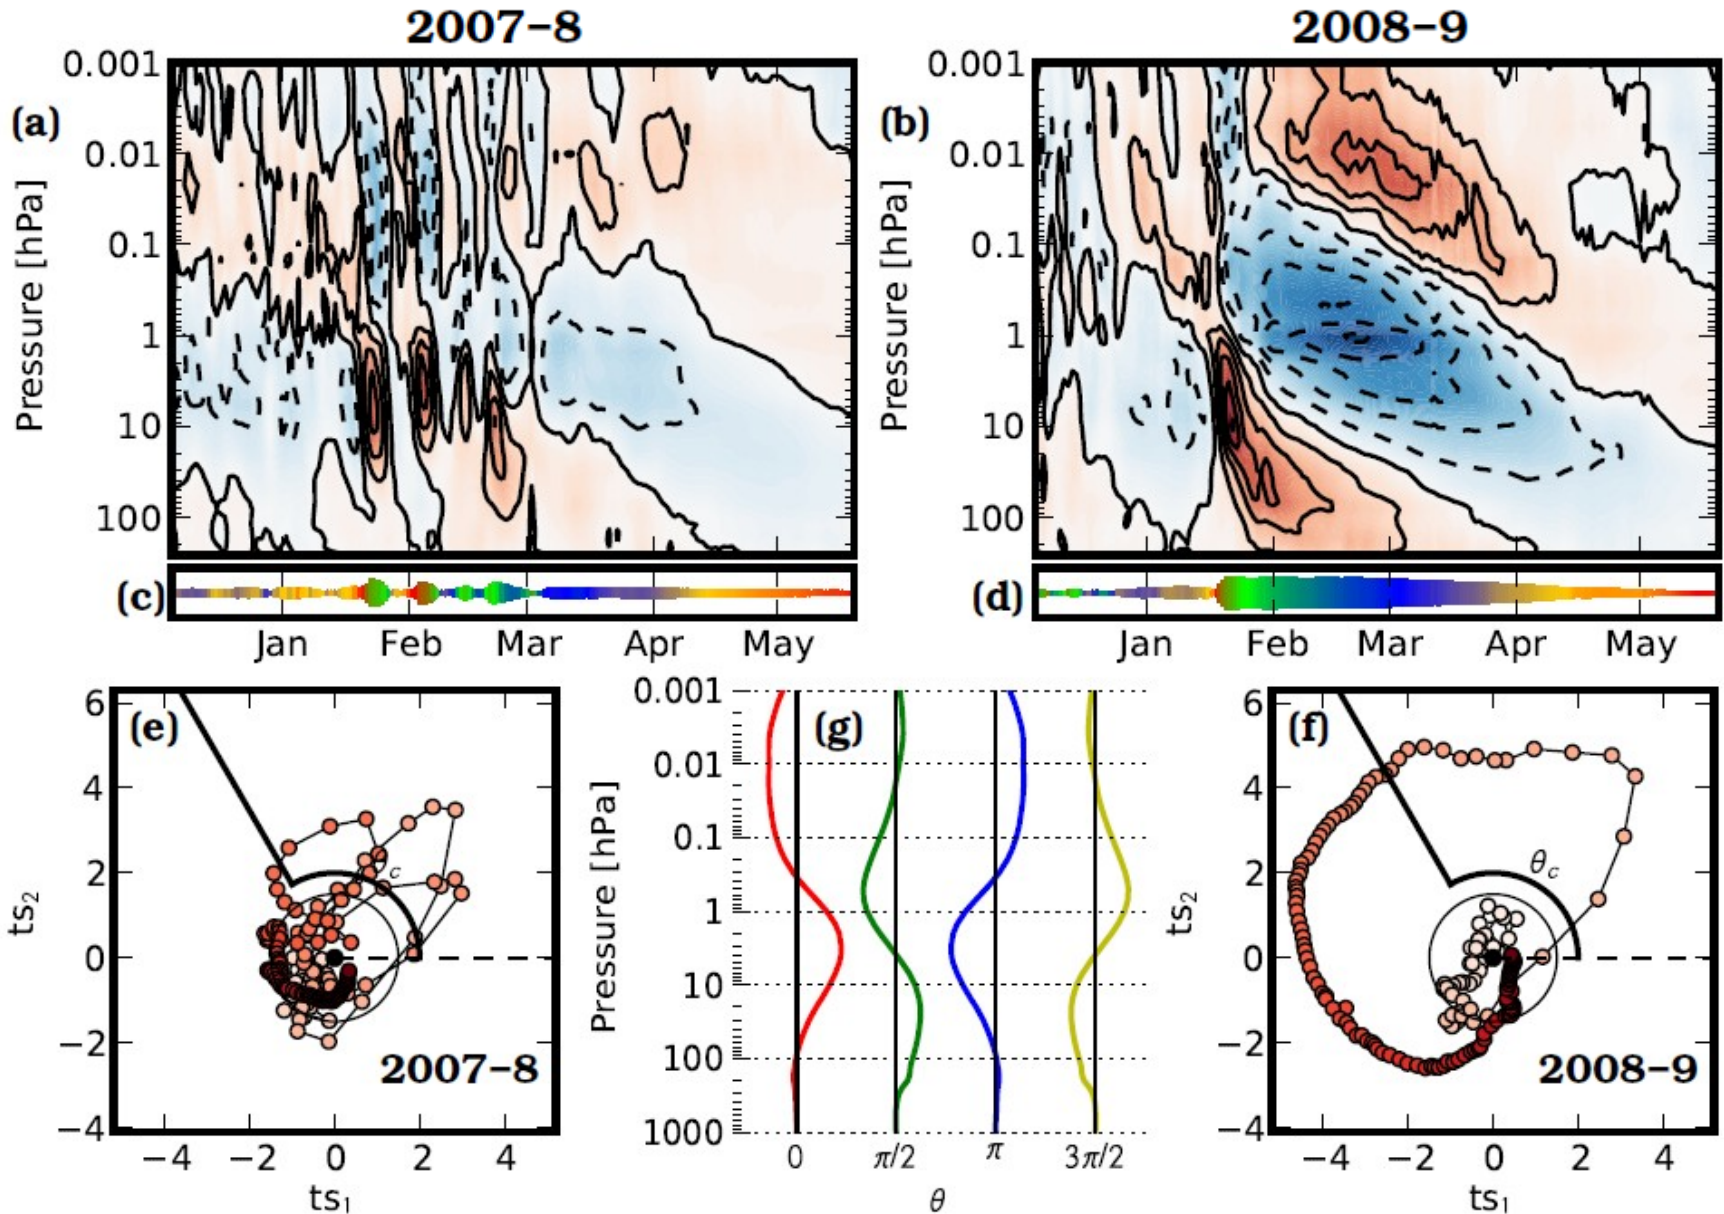 2007–8
2008–9
(a)
Pressure [hPa]
0.001
0.01
0.1
1
10
100
(b)
Pressure [hPa]
0.001
0.01
0.1
1
10
100
(c)
Jan Feb Mar Apr May
(d)
Jan Feb Mar Apr May
(e)
ts₂
6
4
2
0
−2
−4
θc
2007–8
−4 −2 0 2 4
ts₁
(g)
Pressure [hPa]
0.001
0.01
0.1
1
10
100
1000
0 π/2 π 3π/2
θ
(f)
ts₂
6
4
2
0
−2
−4
θc
2008–9
−4 −2 0 2 4
ts₁